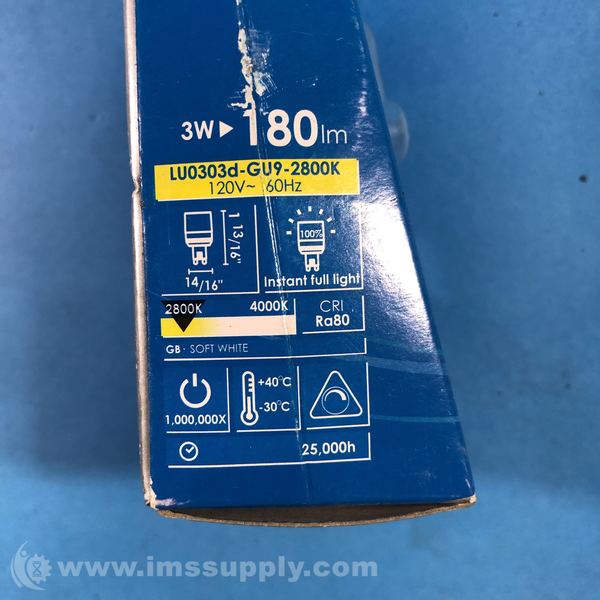 3W ▶ 180lm
LU0303d-GU9-2800K
120V~ 60Hz
1 13/16"
14/16"
100%
Instant full light
2800K 4000K
CRI
Ra80
GB · SOFT WHITE
1,000,000X
+40°C
-30°C
25,000h
www.imssupply.com